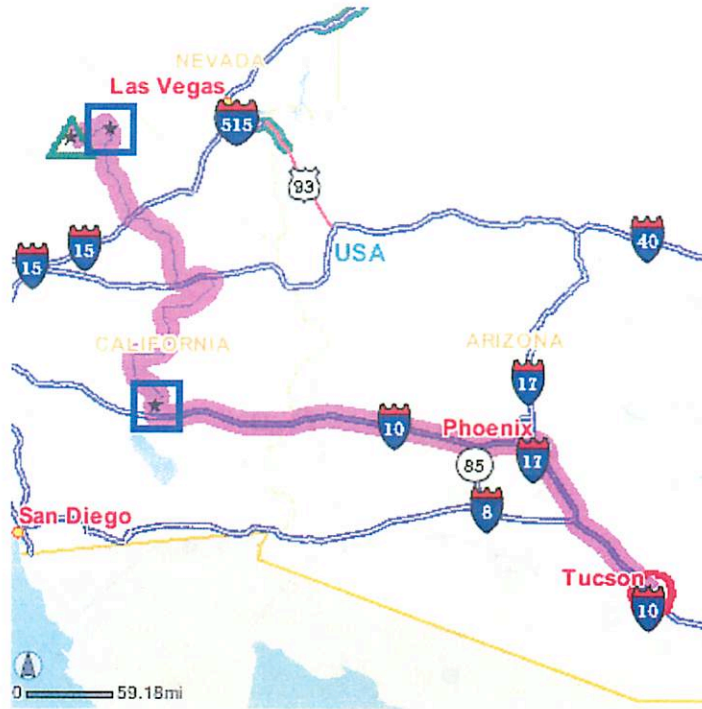 NEVADA
Las Vegas
515
93
15
15
USA
40
CALIFORNIA
ARIZONA
17
10
Phoenix
17
85
8
San Diego
Tucson
10
0 59.18mi